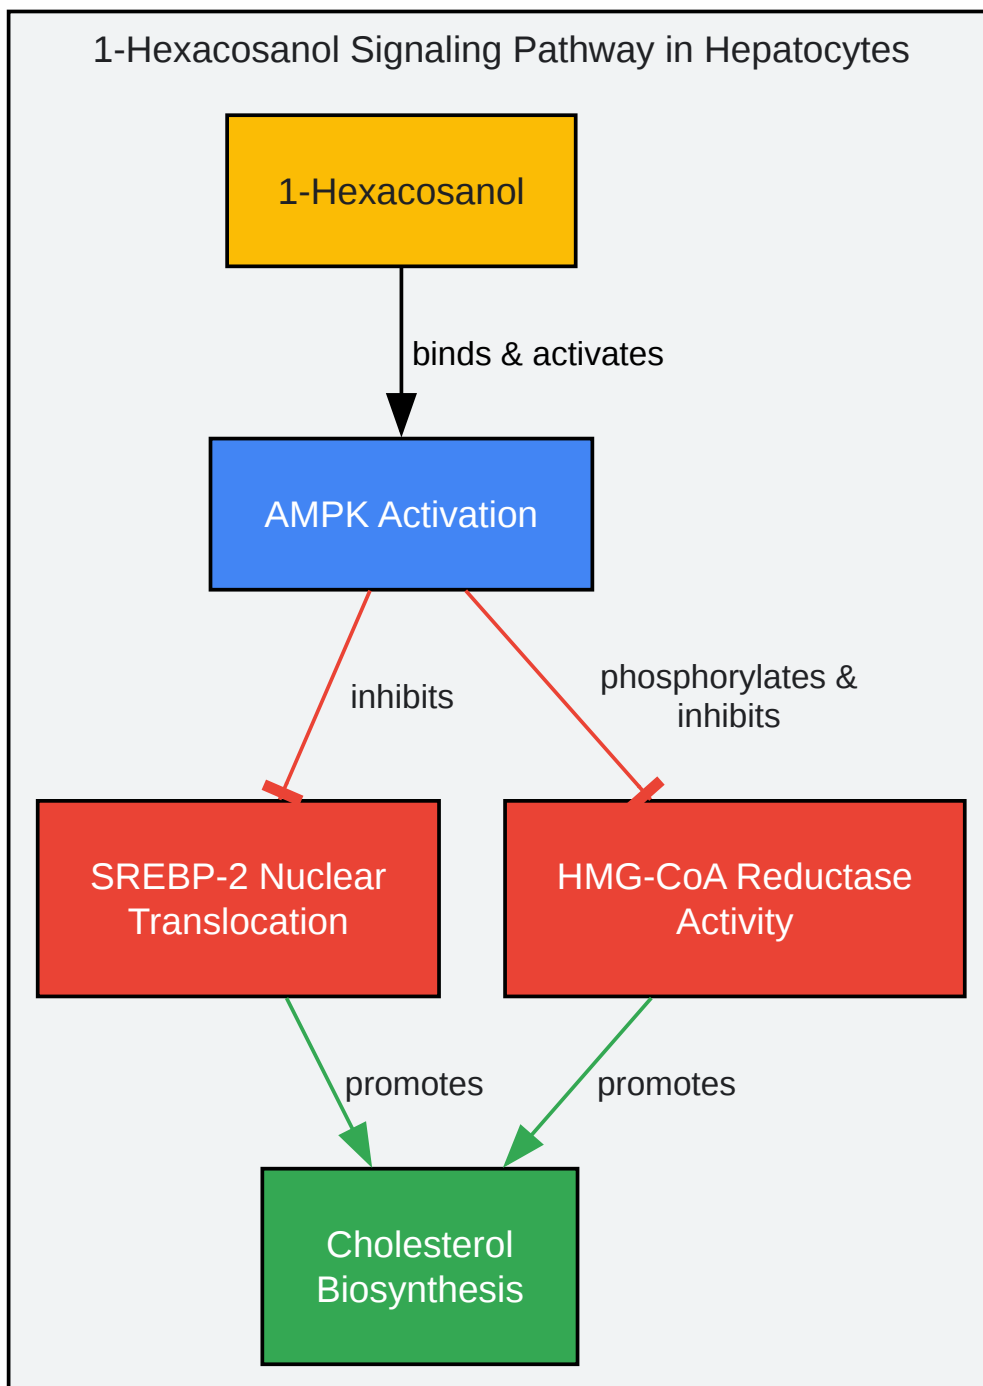 1-Hexacosanol Signaling Pathway in Hepatocytes
1-Hexacosanol
binds & activates
AMPK Activation
inhibits
phosphorylates &
inhibits
SREBP-2 Nuclear
Translocation
HMG-CoA Reductase
Activity
promotes
promotes
Cholesterol
Biosynthesis